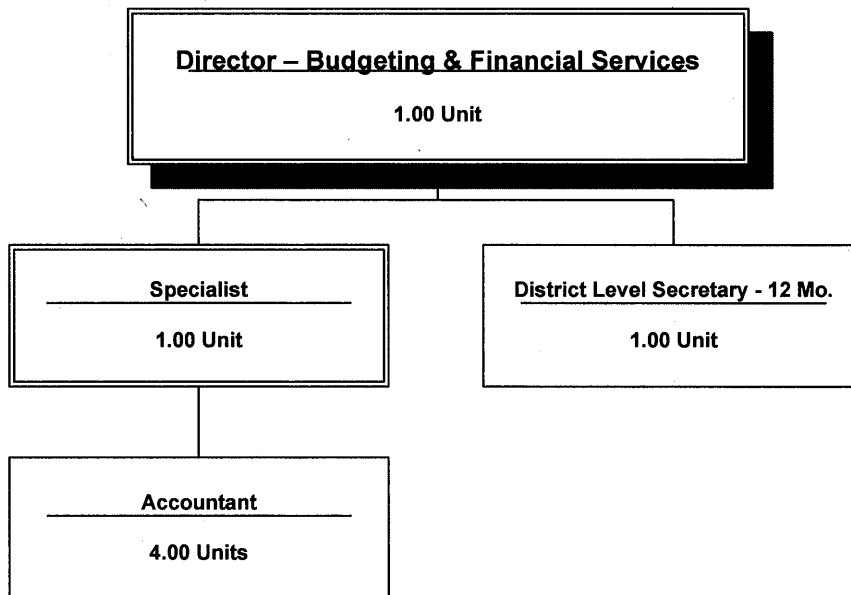 Director – Budgeting & Financial Services
1.00 Unit
Specialist
1.00 Unit
District Level Secretary - 12 Mo.
1.00 Unit
Accountant
4.00 Units